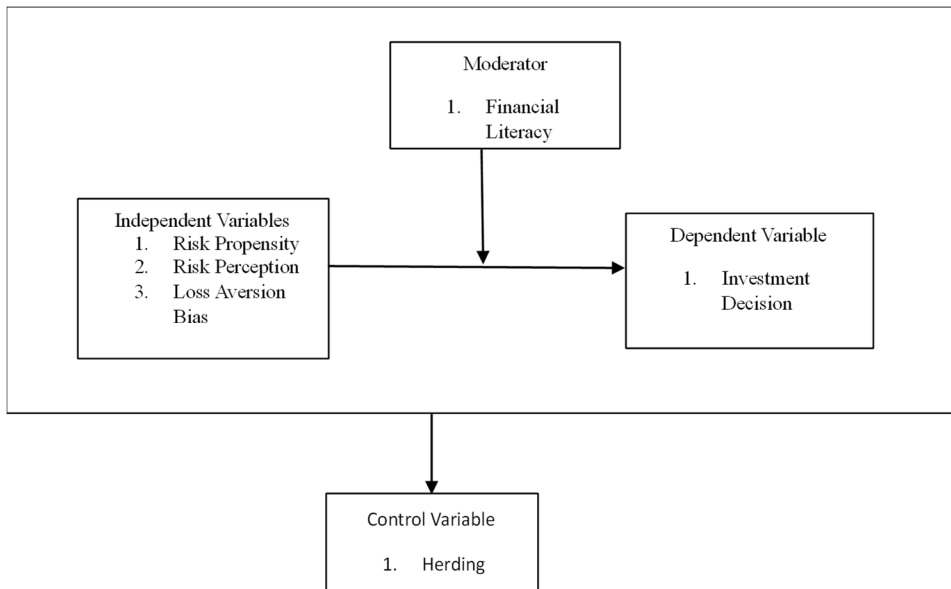 Moderator
1. Financial
Literacy
Independent Variables
1. Risk Propensity
2. Risk Perception
3. Loss Aversion
Bias
Dependent Variable
1. Investment
Decision
Control Variable
1. Herding